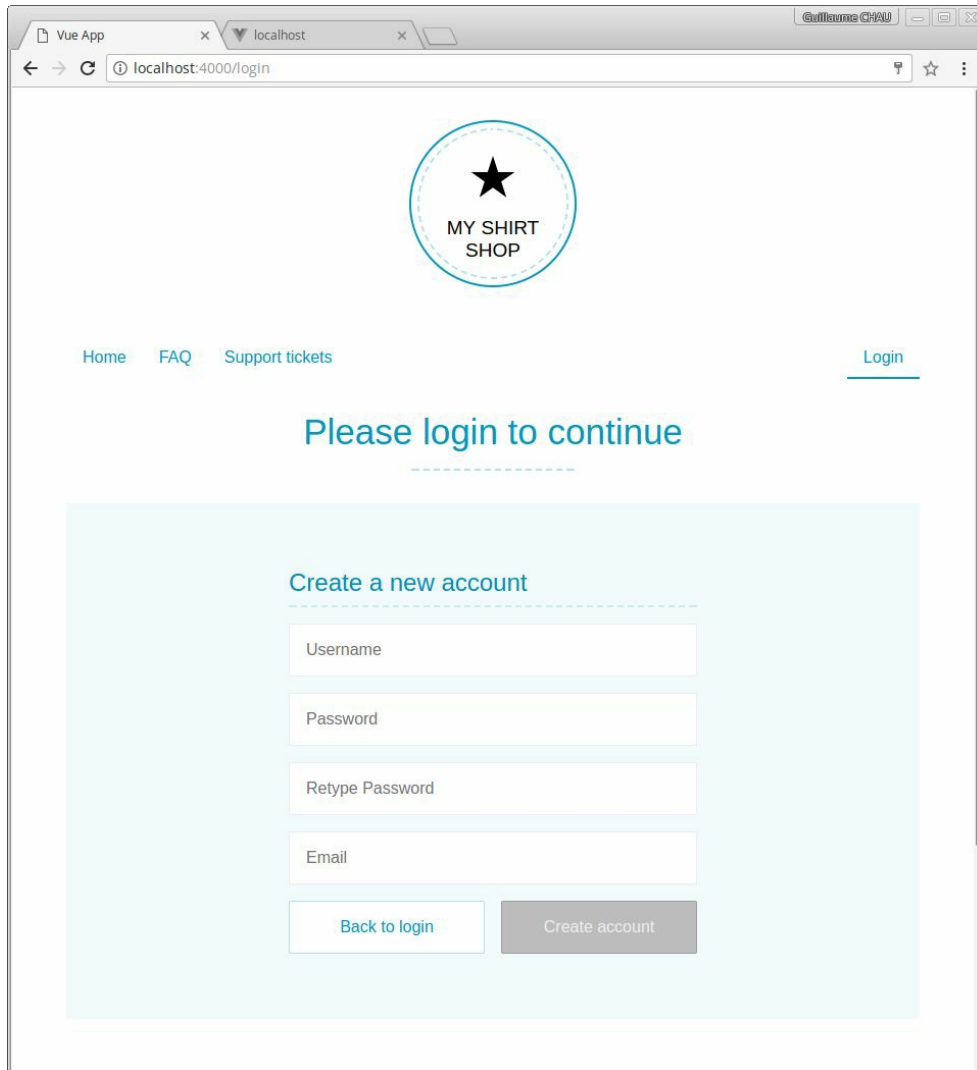 Guillaume CHAU
Vue App
localhost
localhost:4000/login
MY SHIRT
SHOP
Home FAQ Support tickets Login
Please login to continue
Create a new account
Username
Password
Retype Password
Email
Back to login Create account